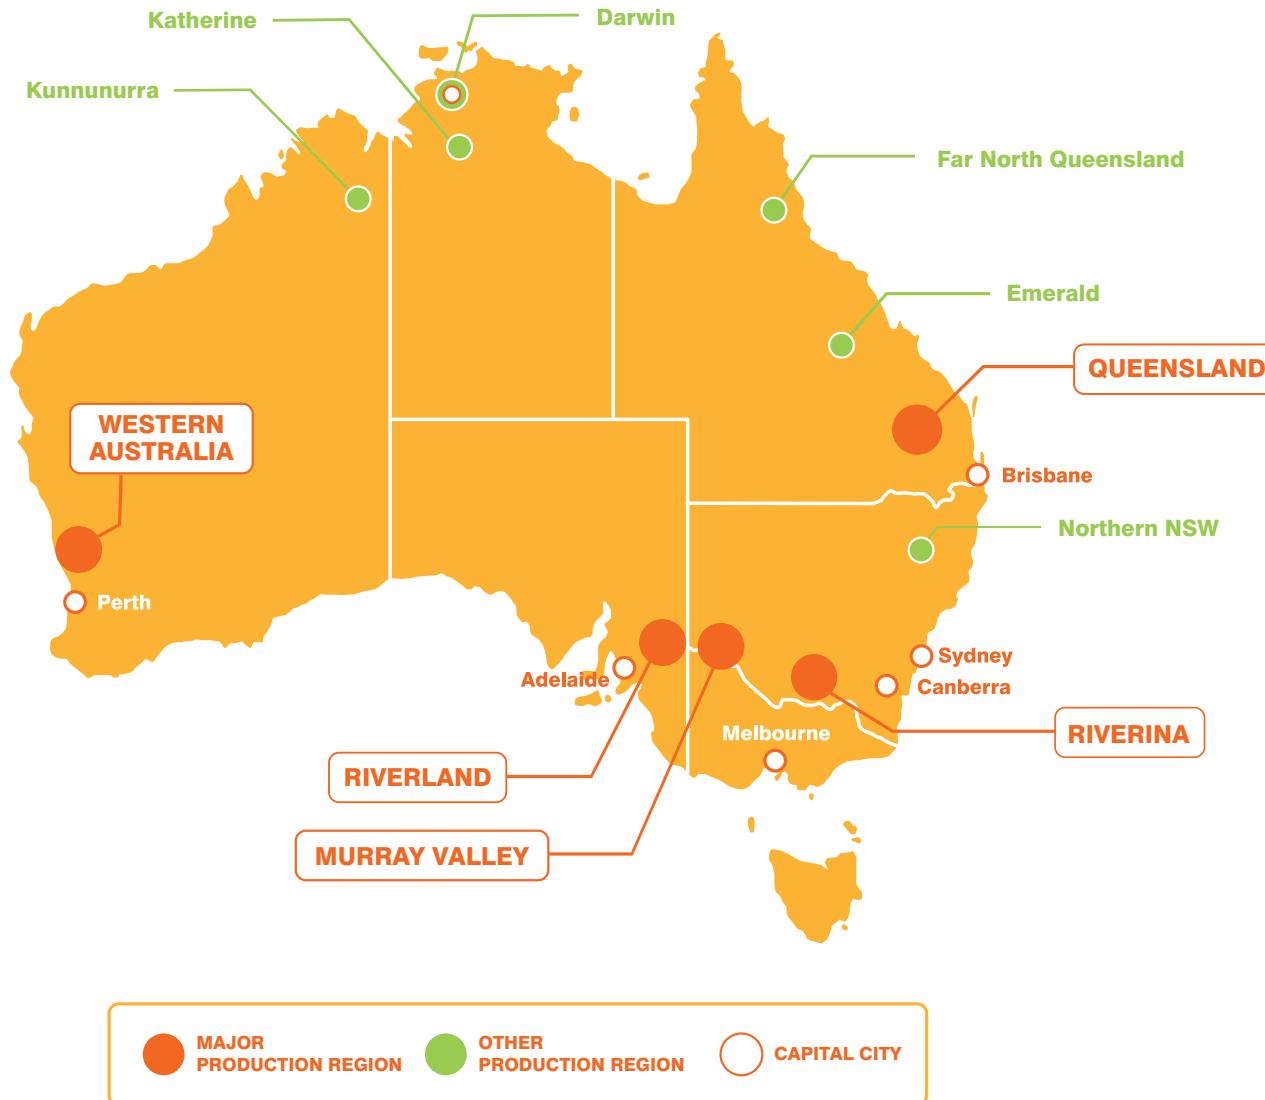 Katherine
Darwin
Kunnunurra
Far North Queensland
Emerald
QUEENSLAND
WESTERN
AUSTRALIA
Brisbane
Northern NSW
Perth
Sydney
Adelaide
Canberra
Melbourne
RIVERINA
RIVERLAND
MURRAY VALLEY
MAJOR
PRODUCTION REGION
OTHER
PRODUCTION REGION
CAPITAL CITY